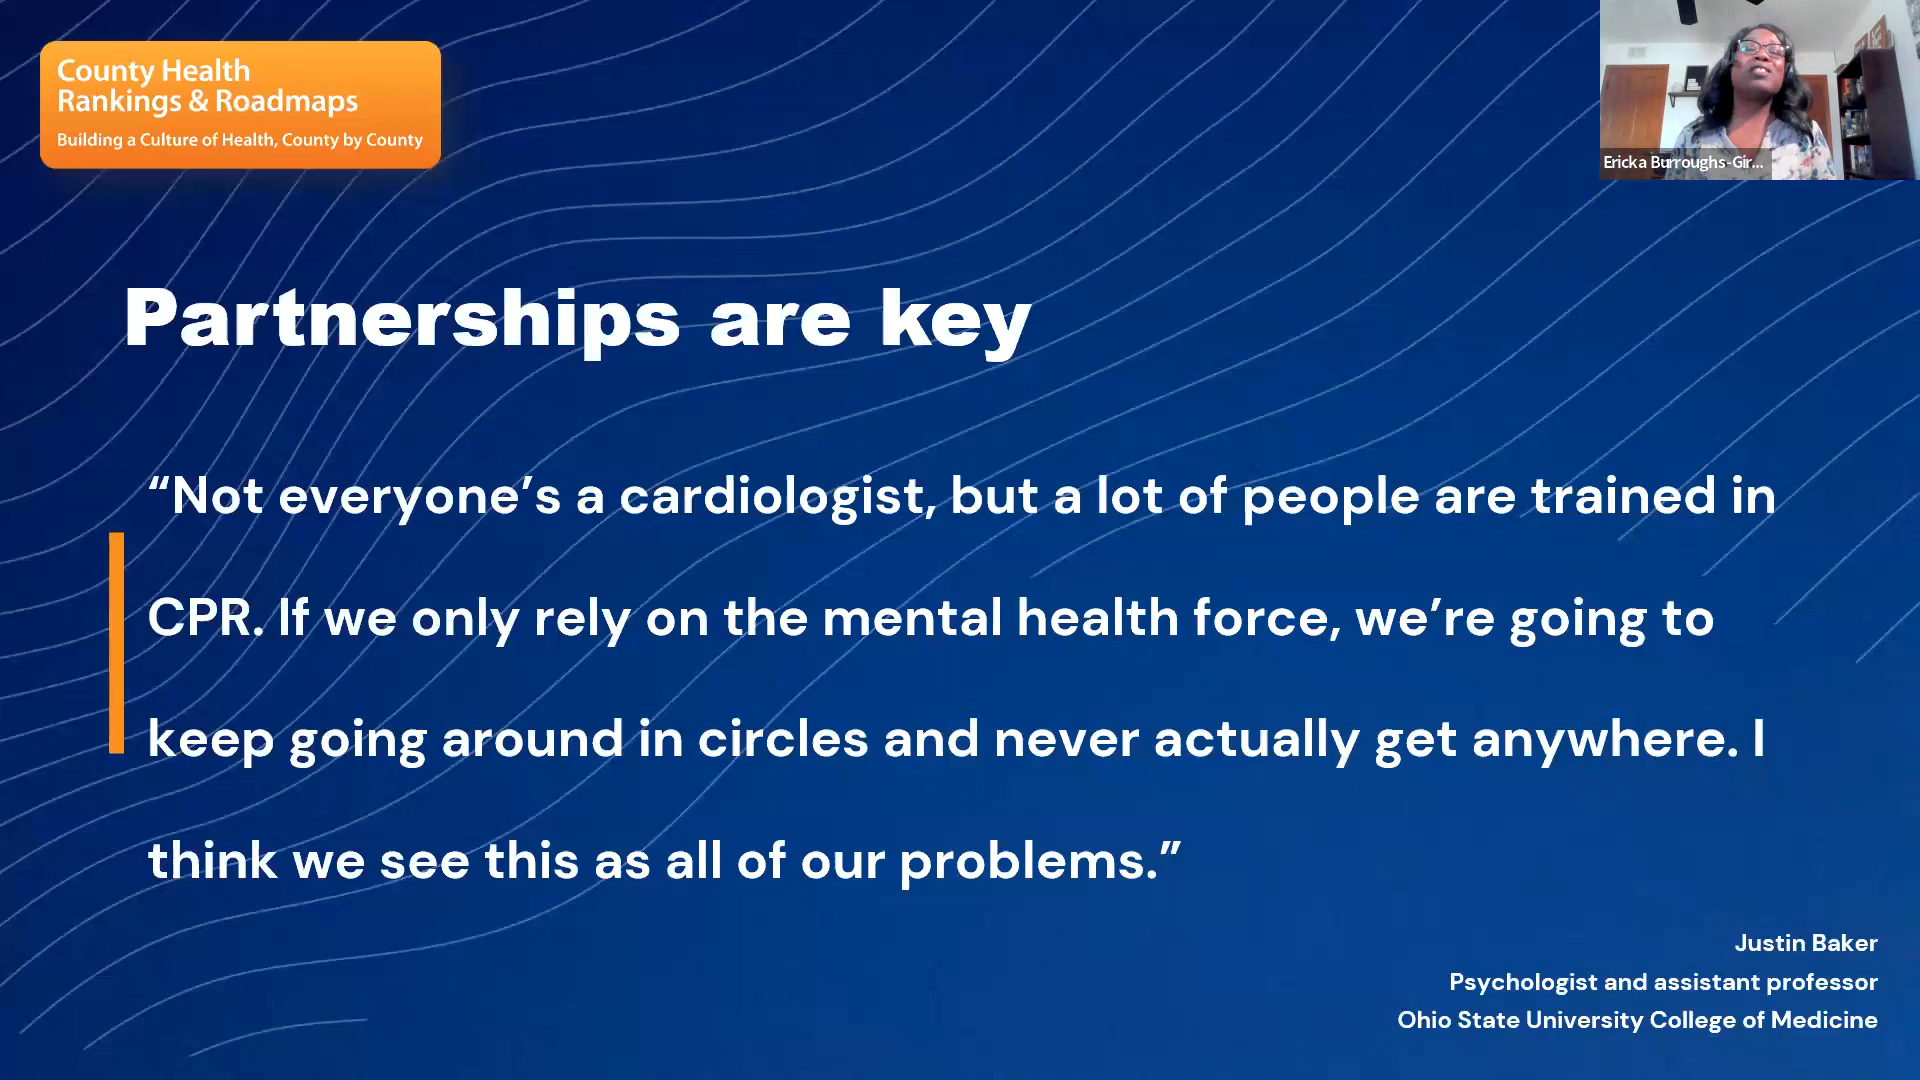 County Health
Rankings & Roadmaps
Building a Culture of Health, County by County
Ericka Burroughs-Gir...
Partnerships are key
“Not everyone’s a cardiologist, but a lot of people are trained in
CPR. If we only rely on the mental health force, we’re going to
keep going around in circles and never actually get anywhere. I
think we see this as all of our problems.”
Justin Baker
Psychologist and assistant professor
Ohio State University College of Medicine